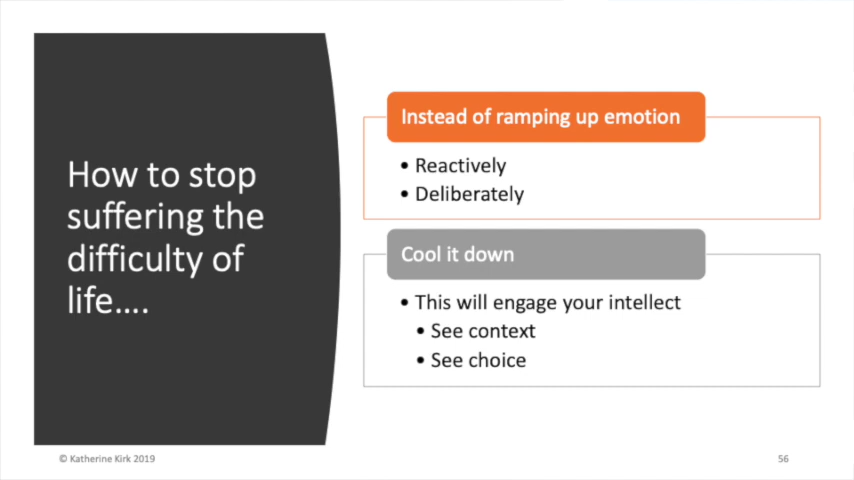 How to stop
suffering the
difficulty of
life....
Instead of ramping up emotion
• Reactively
• Deliberately
Cool it down
• This will engage your intellect
• See context
• See choice
© Katherine Kirk 2019
56